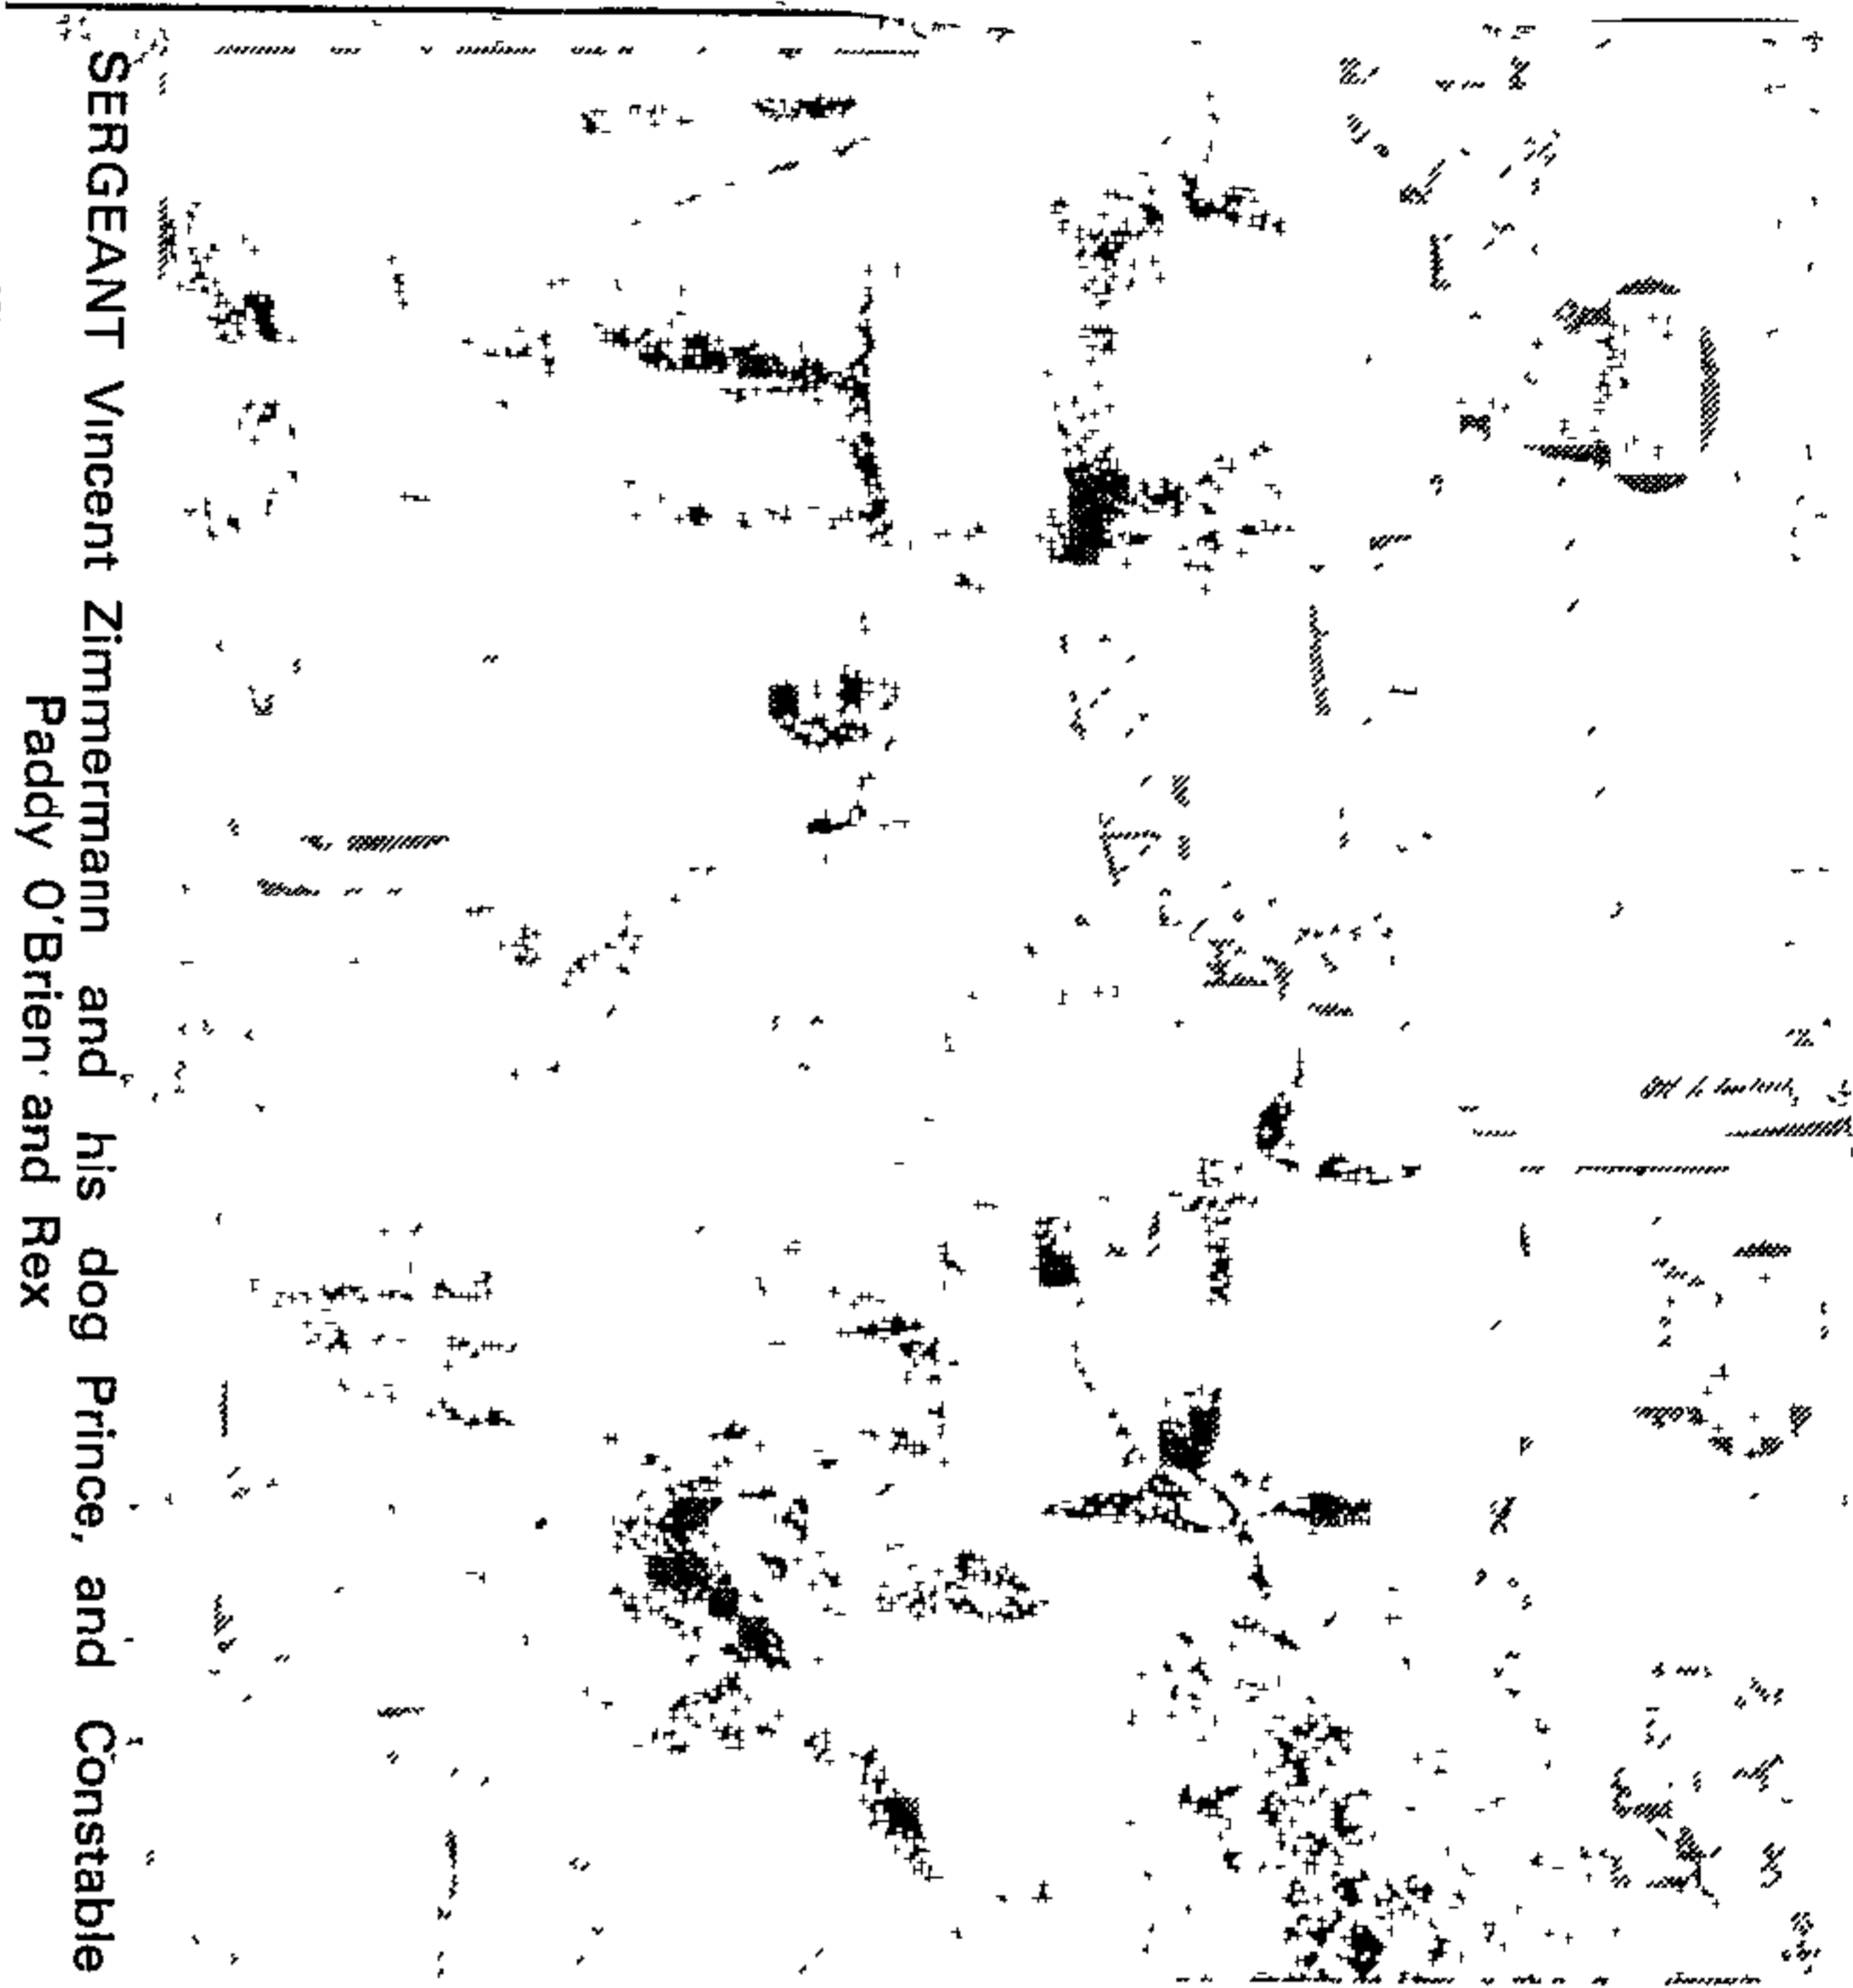 SERGEANT Vincent Zimmermann and his dog Prince, and Constable
Paddy O'Brien and Rex